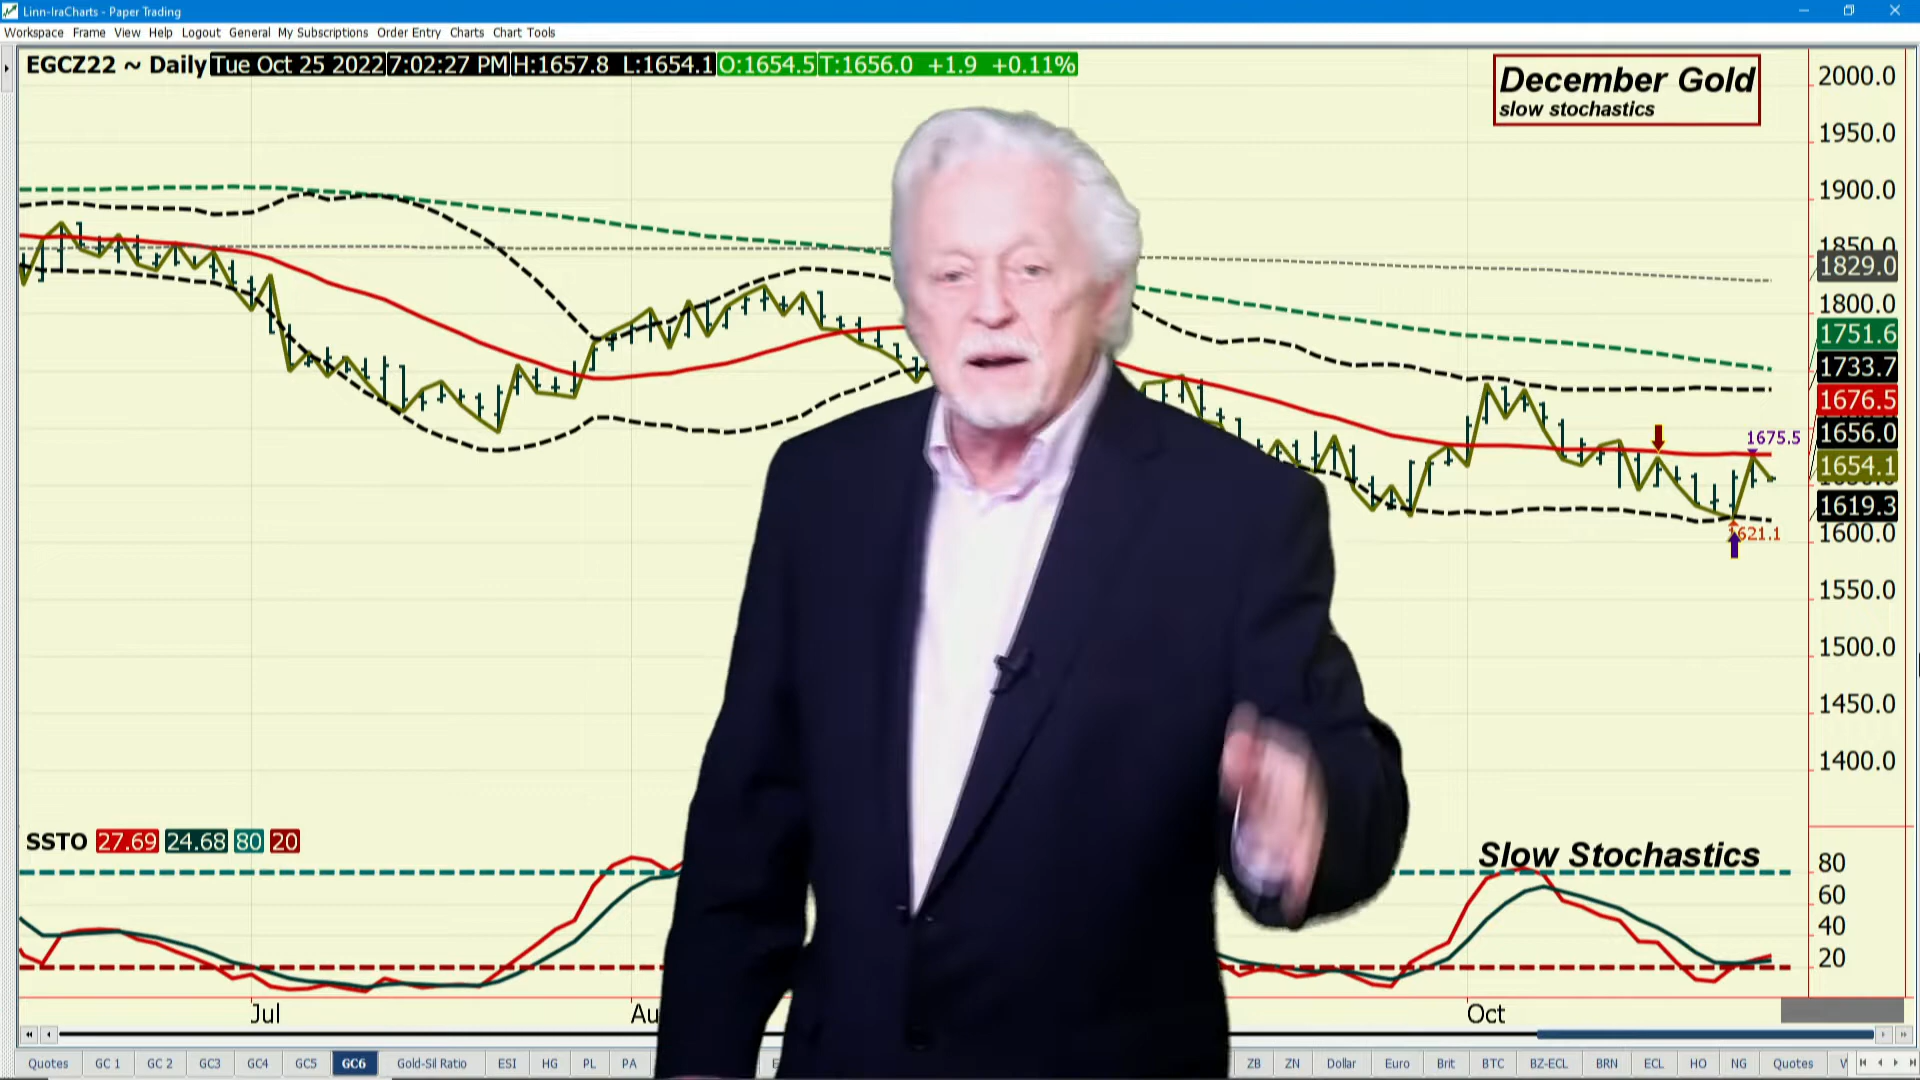 Linn-IraCharts - Paper Trading
Workspace Frame View Help Logout General My Subscriptions Order Entry Charts Chart Tools
EGCZ22 ~ Daily Tue Oct 25 2022 7:02:27 PM H:1657.8 L:1654.1 O:1654.5 T:1656.0 +1.9 +0.11%
December Gold
slow stochastics
2000.0
1950.0
1900.0
1850.0
1829.0
1800.0
1751.6
1733.7
1676.5
1675.5
1656.0
1654.1
1619.3
1621.1
1600.0
1550.0
1500.0
1450.0
1400.0
SSTO 27.69 24.68 80 20
Slow Stochastics
80
60
40
20
Jul
Au
Oct
Quotes GC 1 GC 2 GC3 GC4 GC5 GC6 Gold-Sil Ratio ESI HG PL PA E ZB ZN Dollar Euro Brit BTC BZ-ECL BRN ECL HO NG Quotes